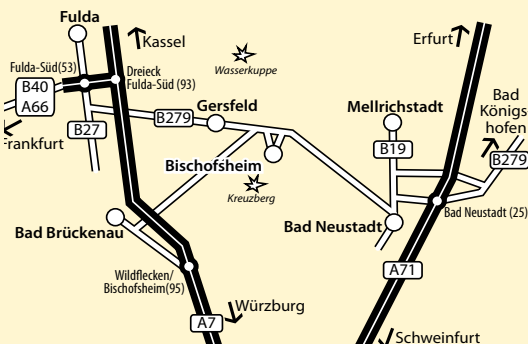 Fulda
Kassel
Erfurt
Wasserkuppe
Fulda-Süd(53)
Dreieck
Fulda-Süd (93)
B40
A66
Frankfurt
B27
B279
Gersfeld
Mellrichstadt
Bad
Königs-
hofen
B279
B19
Bischofsheim
Kreuzberg
Bad Neustadt
Bad Neustadt (25)
Bad Brückenau
Wildflecken/
Bischofsheim(95)
A71
Würzburg
A7
Schweinfurt